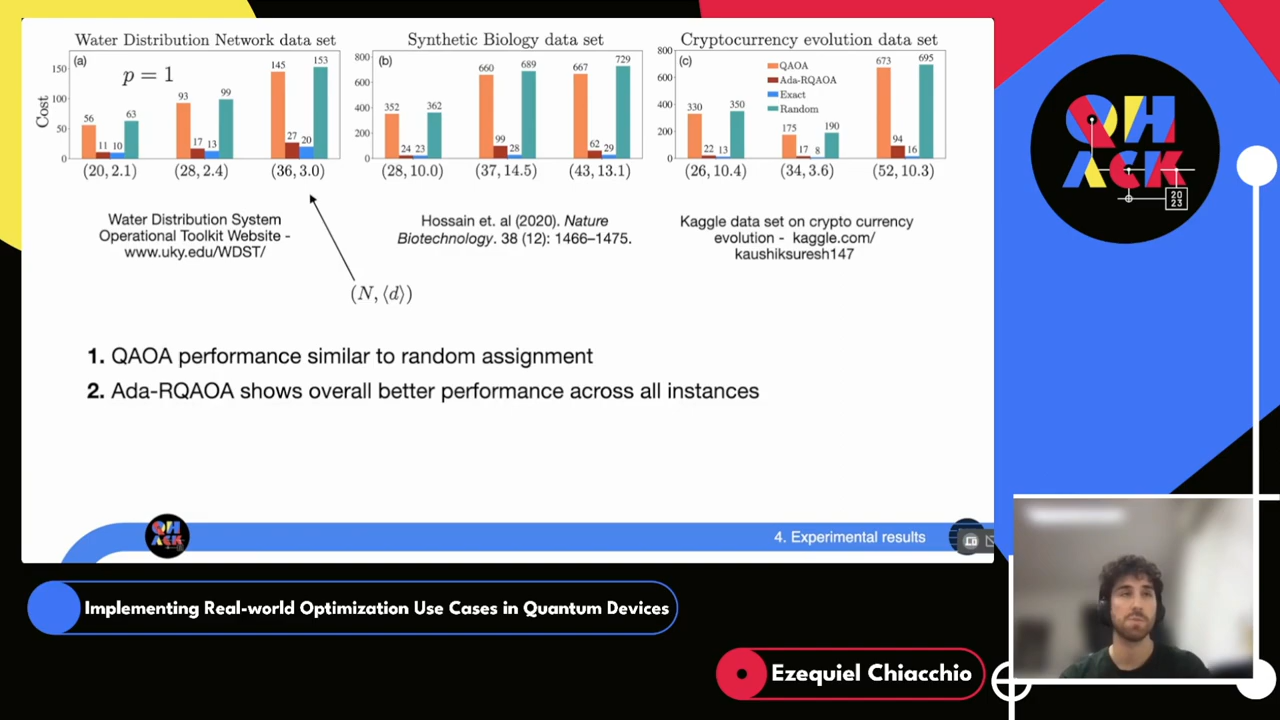 Water Distribution Network data set
(a)
p = 1
Cost
150
100
50
0
56
11
10
63
93
17
13
99
145
27
20
153
(20, 2.1)
(28, 2.4)
(36, 3.0)
Synthetic Biology data set
(b)
800
600
400
200
0
352
24
23
362
660
99
28
689
667
62
29
729
(28, 10.0)
(37, 14.5)
(43, 13.1)
Cryptocurrency evolution data set
(c)
800
600
400
200
0
QAOA
Ada-RQAOA
Exact
Random
330
22
13
350
175
17
8
190
673
94
16
695
(26, 10.4)
(34, 3.6)
(52, 10.3)
Water Distribution System
Operational Toolkit Website -
www.uky.edu/WDST/
Hossain et. al (2020). Nature
Biotechnology. 38 (12): 1466–1475.
Kaggle data set on crypto currency
evolution - kaggle.com/
kaushiksuresh147
(N, ⟨d⟩)
1. QAOA performance similar to random assignment
2. Ada-RQAOA shows overall better performance across all instances
QH
ACK
4. Experimental results
QH
ACK
20
23
Implementing Real-world Optimization Use Cases in Quantum Devices
Ezequiel Chiacchio